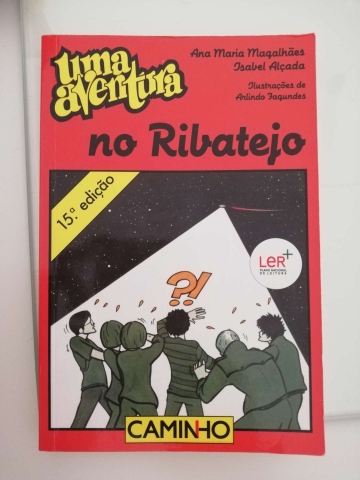 uma
aventura
Ana Maria Magalhães
Isabel Alçada
Ilustrações de
Arlindo Fagundes
no Ribatejo
15.ª edição
LER+
PLANO NACIONAL
DE LEITURA
?!
CAMINHO